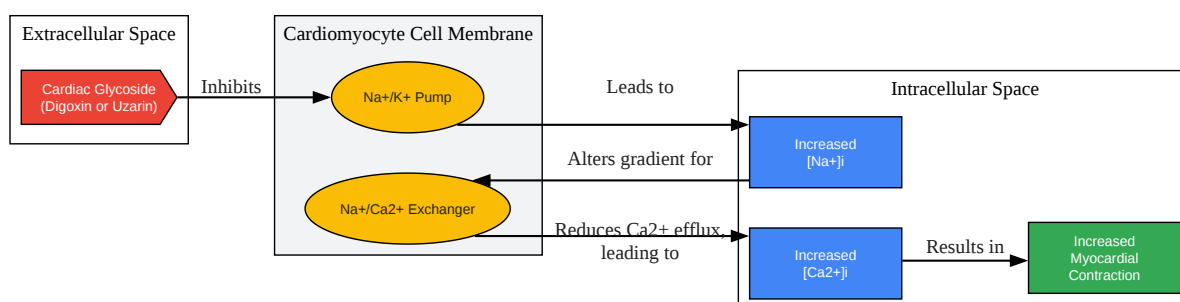 Extracellular Space
Cardiac Glycoside
(Digoxin or Uzarin)
Inhibits
Cardiomyocyte Cell Membrane
Na+/K+ Pump
Leads to
Intracellular Space
Increased
[Na+]i
Alters gradient for
Na+/Ca2+ Exchanger
Reduces Ca2+ efflux,
leading to
Increased
[Ca2+]i
Results in
Increased
Myocardial
Contraction